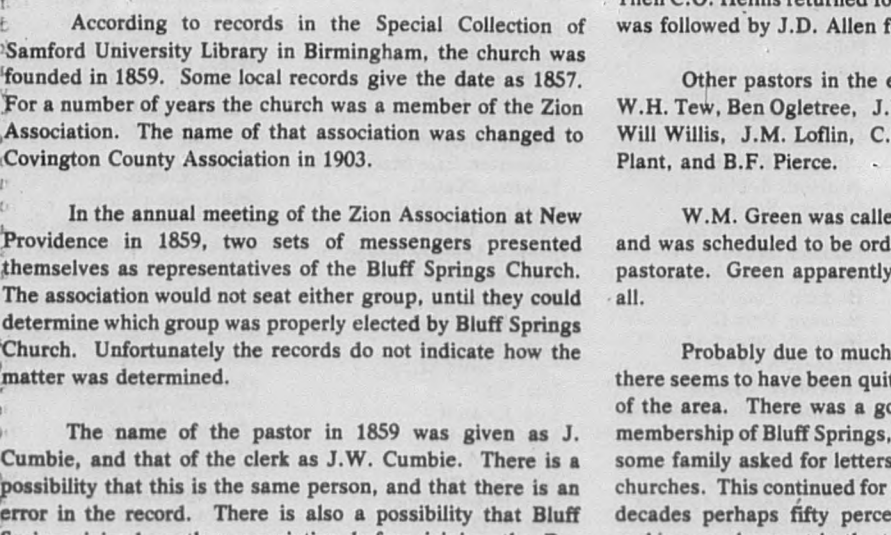 According to records in the Special Collection of
Samford University Library in Birmingham, the church was
founded in 1859. Some local records give the date as 1857.
For a number of years the church was a member of the Zion
Association. The name of that association was changed to
Covington County Association in 1903.
In the annual meeting of the Zion Association at New
Providence in 1859, two sets of messengers presented
themselves as representatives of the Bluff Springs Church.
The association would not seat either group, until they could
determine which group was properly elected by Bluff Springs
Church. Unfortunately the records do not indicate how the
matter was determined.
The name of the pastor in 1859 was given as J.
Cumbie, and that of the clerk as J.W. Cumbie. There is a
possibility that this is the same person, and that there is an
error in the record. There is also a possibility that Bluff
was followed by J.D. Allen f
Other pastors in the
W.H. Tew, Ben Ogletree, J.
Will Willis, J.M. Loflin, C.
Plant, and B.F. Pierce.
W.M. Green was calle
and was scheduled to be ord
pastorate. Green apparently
all.
Probably due to much
there seems to have been quit
of the area. There was a go
membership of Bluff Springs,
some family asked for letters
churches. This continued for
decades perhaps fifty perce